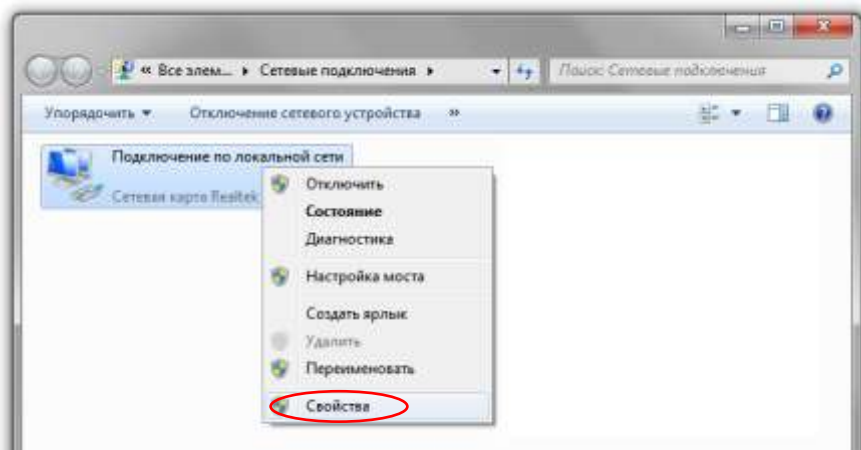 « Все элем... ▸ Сетевые подключения ▸
Поиск: Сетевые подключения
Упорядочить ▾ Отключение сетевого устройства »
Подключение по локальной сети
Сетевая карта Realtek
Отключить
Состояние
Диагностика
Настройка моста
Создать ярлык
Удалить
Переименовать
Свойства